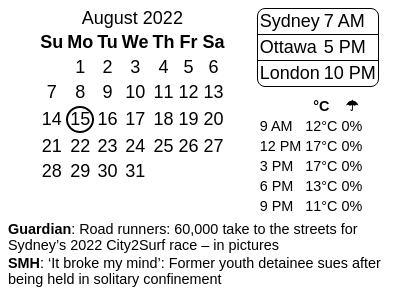 August 2022
Su Mo Tu We Th Fr Sa
1 2 3 4 5 6
7 8 9 10 11 12 13
14 15 16 17 18 19 20
21 22 23 24 25 26 27
28 29 30 31
Sydney 7 AM
Ottawa 5 PM
London 10 PM
°C ☂
9 AM 12°C 0%
12 PM 17°C 0%
3 PM 17°C 0%
6 PM 13°C 0%
9 PM 11°C 0%
Guardian: Road runners: 60,000 take to the streets for
Sydney’s 2022 City2Surf race – in pictures
SMH: ‘It broke my mind’: Former youth detainee sues after
being held in solitary confinement